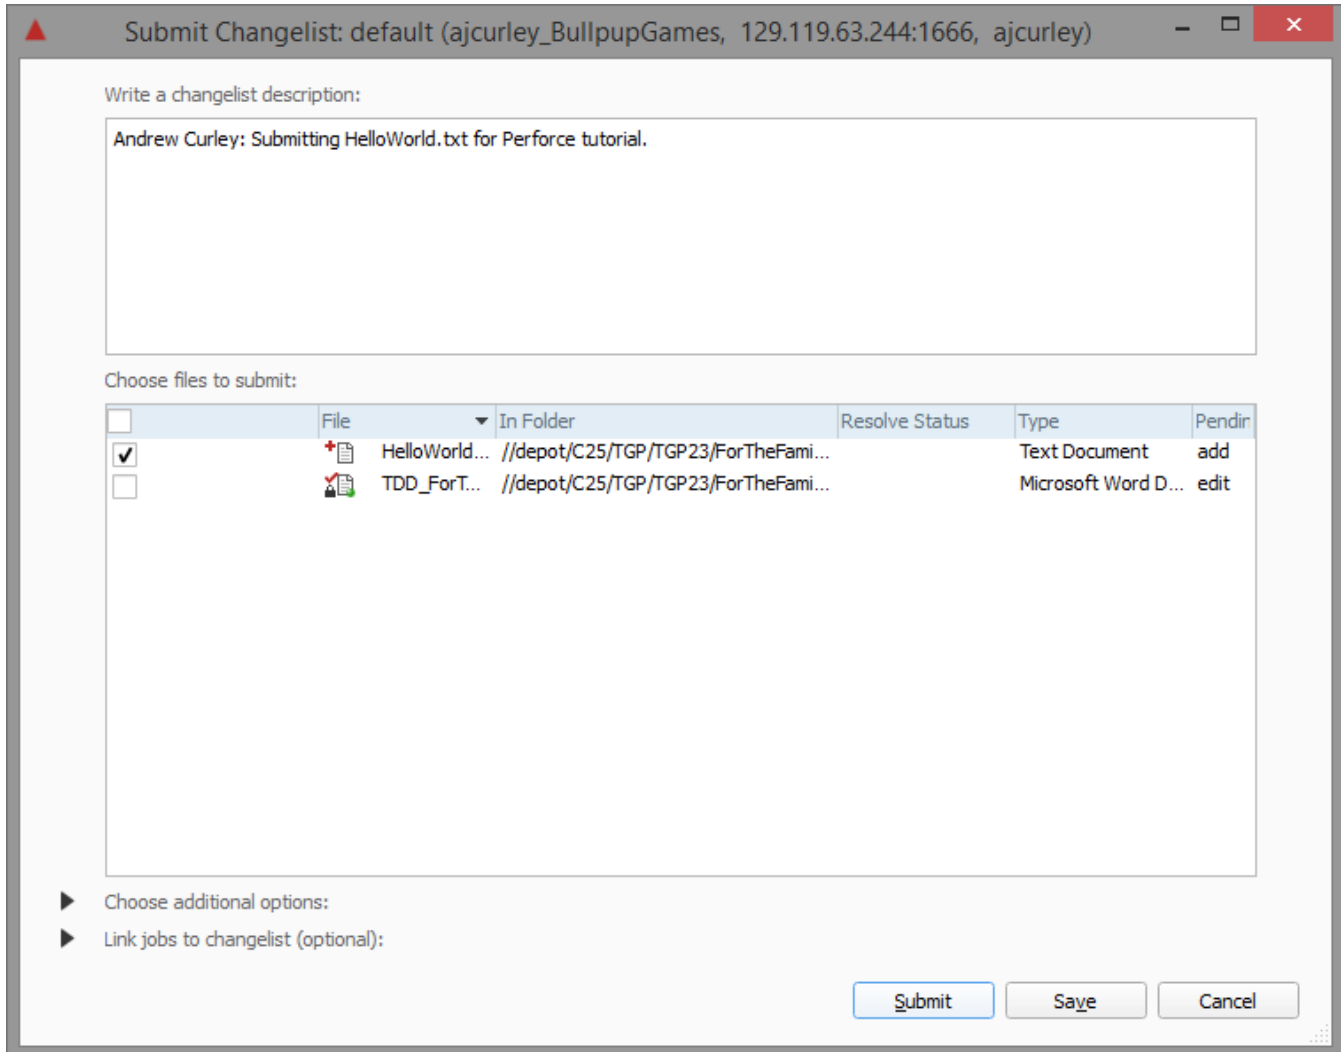 Submit Changelist: default (ajcurley_BullpupGames, 129.119.63.244:1666, ajcurley)
Write a changelist description:
Andrew Curley: Submitting HelloWorld.txt for Perforce tutorial.
Choose files to submit:
File In Folder Resolve Status Type Pendin
HelloWorld... //depot/C25/TGP/TGP23/ForTheFami... Text Document add
TDD_ForT... //depot/C25/TGP/TGP23/ForTheFami... Microsoft Word D... edit
Choose additional options:
Link jobs to changelist (optional):
Submit Save Cancel